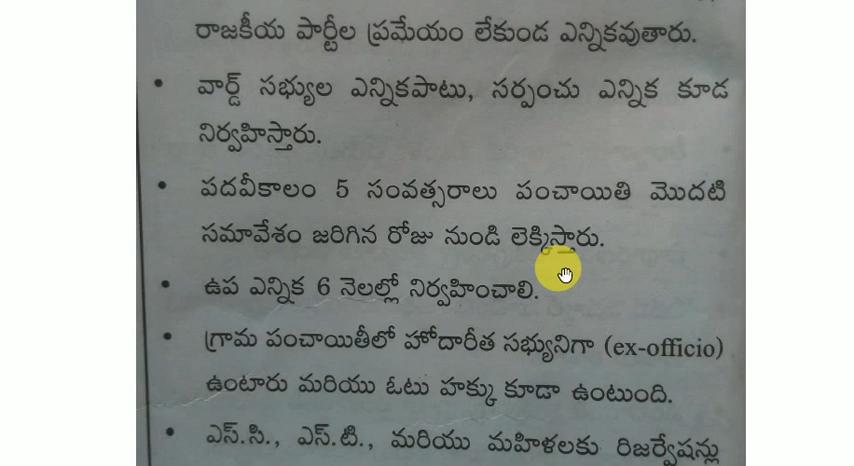 రాజకీయ పార్టీల ప్రమేయం లేకుండ ఎన్నికవుతారు.
• వార్డ్ సభ్యుల ఎన్నికపాటు, సర్పంచు ఎన్నిక కూడ
నిర్వహిస్తారు.
• పదవీకాలం 5 సంవత్సరాలు పంచాయితి మొదటి
సమావేశం జరిగిన రోజు నుండి లెక్కిస్తారు.
• ఉప ఎన్నిక 6 నెలల్లో నిర్వహించాలి.
• గ్రామ పంచాయితీలో హోదారీత సభ్యునిగా (ex-officio)
ఉంటారు మరియు ఓటు హక్కు కూడా ఉంటుంది.
• ఎస్.సి., ఎస్.టి., మరియు మహిళలకు రిజర్వేషన్లు